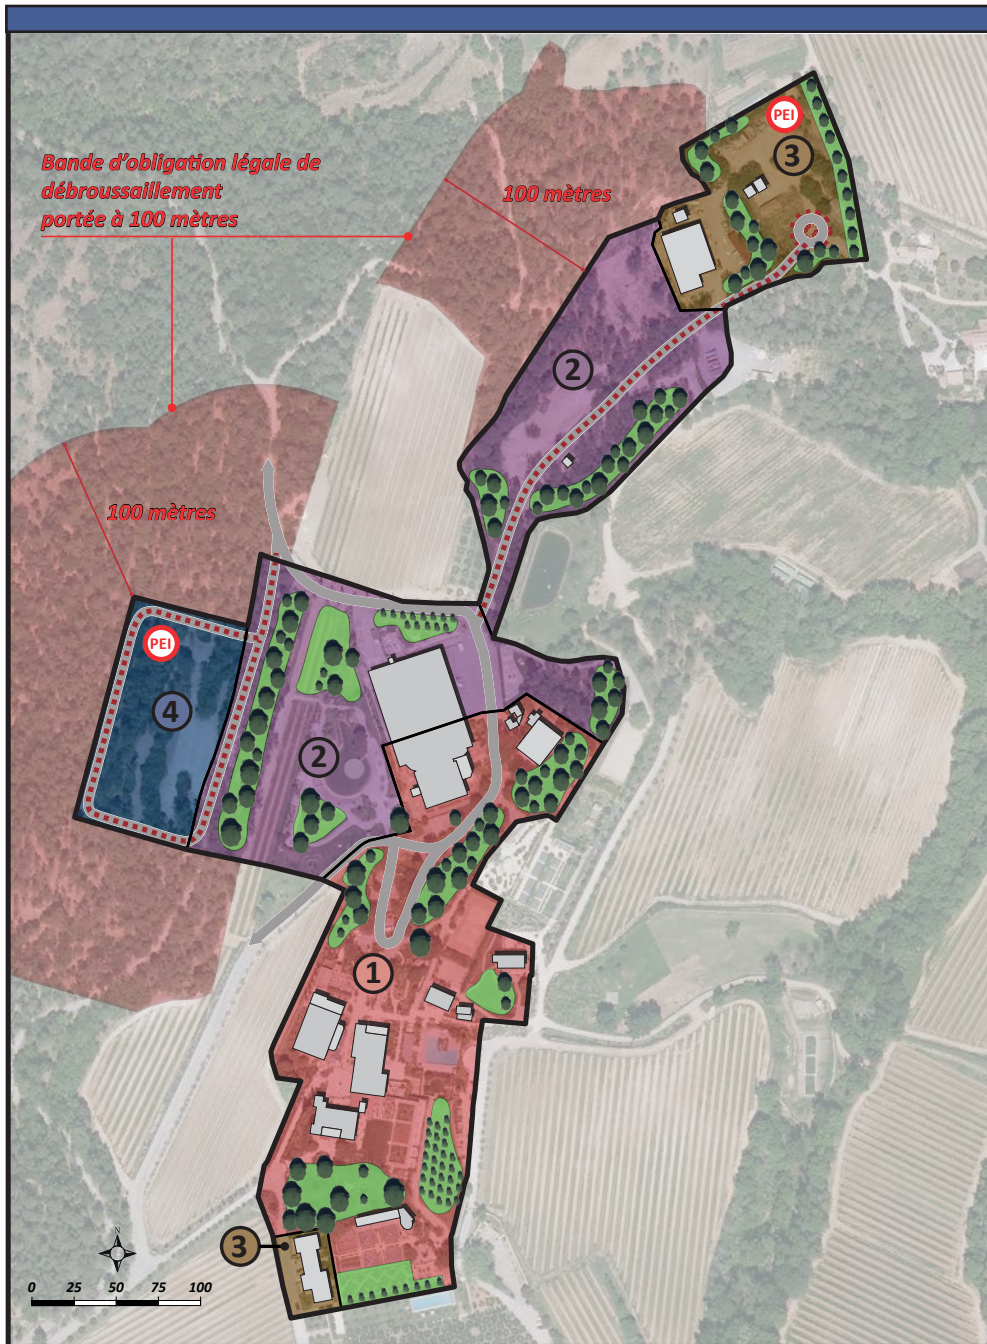 PEI
3
Bande d'obligation légale de
débroussaillement
portée à 100 mètres
100 mètres
2
100 mètres
PEI
4
2
1
3
N
0 25 50 75 100